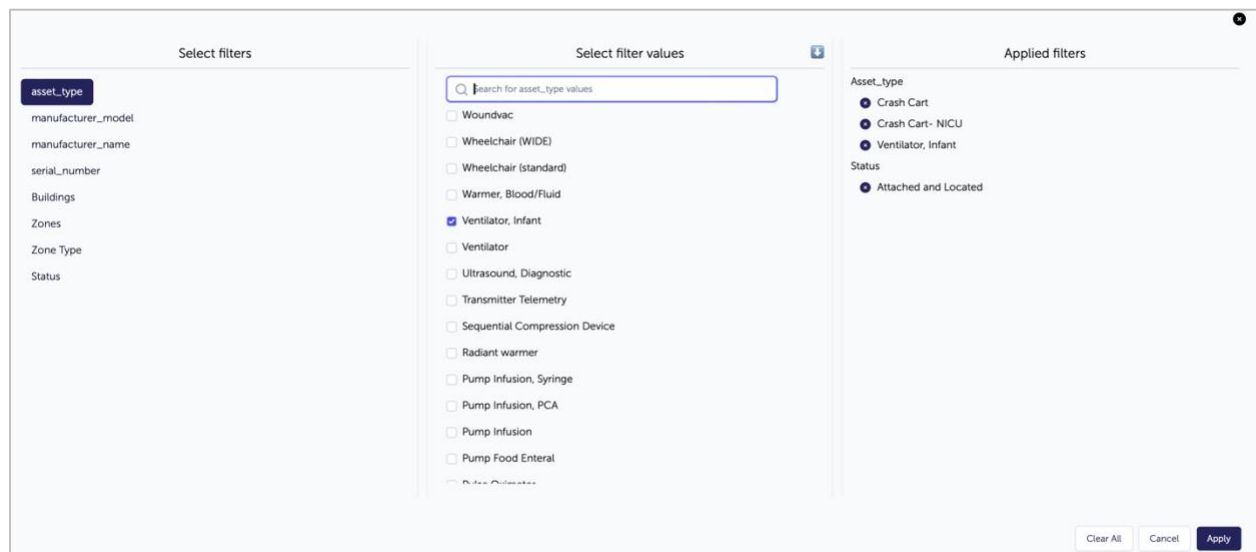 Select filters
asset_type
manufacturer_model
manufacturer_name
serial_number
Buildings
Zones
Zone Type
Status
Select filter values
Search for asset_type values
Woundvac
Wheelchair (WIDE)
Wheelchair (standard)
Warmer, Blood/Fluid
Ventilator, Infant
Ventilator
Ultrasound, Diagnostic
Transmitter Telemetry
Sequential Compression Device
Radiant warmer
Pump Infusion, Syringe
Pump Infusion, PCA
Pump Infusion
Pump Food Enteral
Pulse Oximeter
Applied filters
Asset_type
Crash Cart
Crash Cart- NICU
Ventilator, Infant
Status
Attached and Located
Clear All
Cancel
Apply